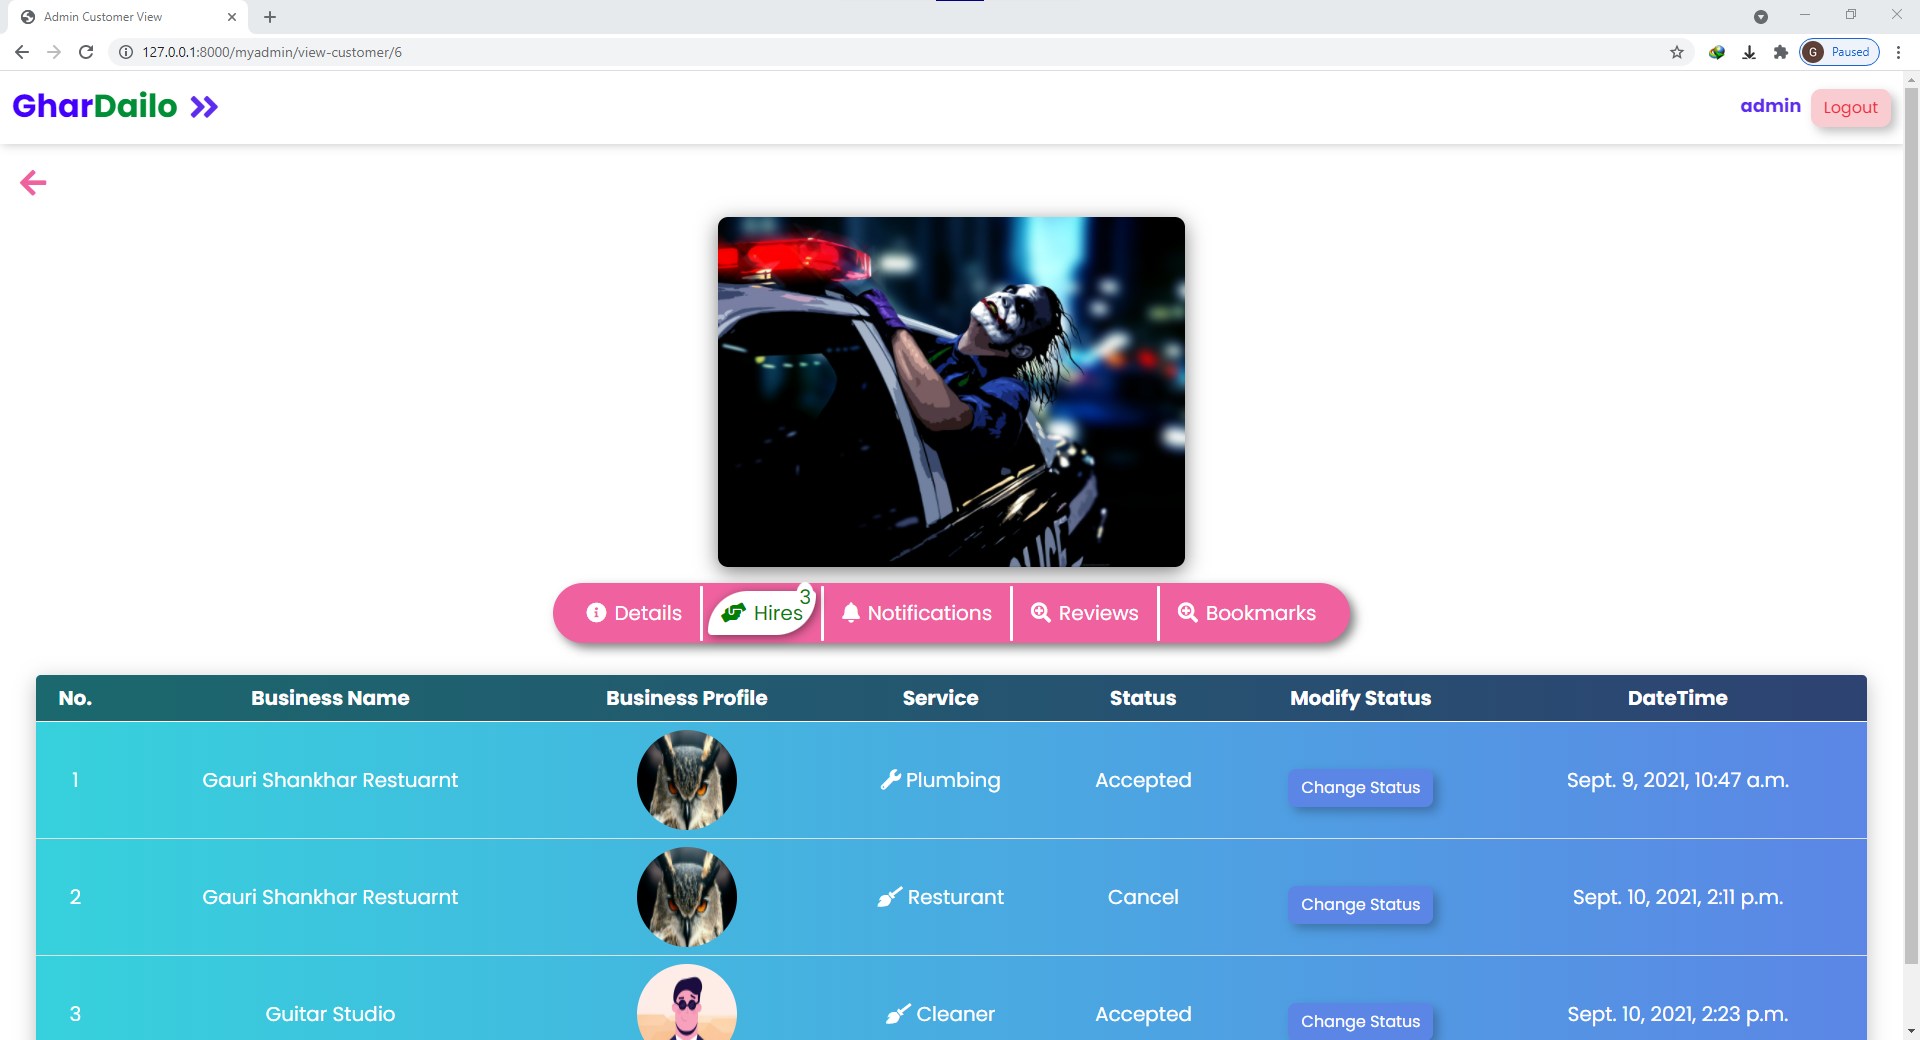 Admin Customer View
127.0.0.1:8000/myadmin/view-customer/6
G Paused
GharDailo
admin Logout
OLICE
Details Hires 3 Notifications Reviews Bookmarks
No. Business Name Business Profile Service Status Modify Status DateTime
1 Gauri Shankhar Restuarnt Plumbing Accepted Change Status Sept. 9, 2021, 10:47 a.m.
2 Gauri Shankhar Restuarnt Resturant Cancel Change Status Sept. 10, 2021, 2:11 p.m.
3 Guitar Studio Cleaner Accepted Change Status Sept. 10, 2021, 2:23 p.m.